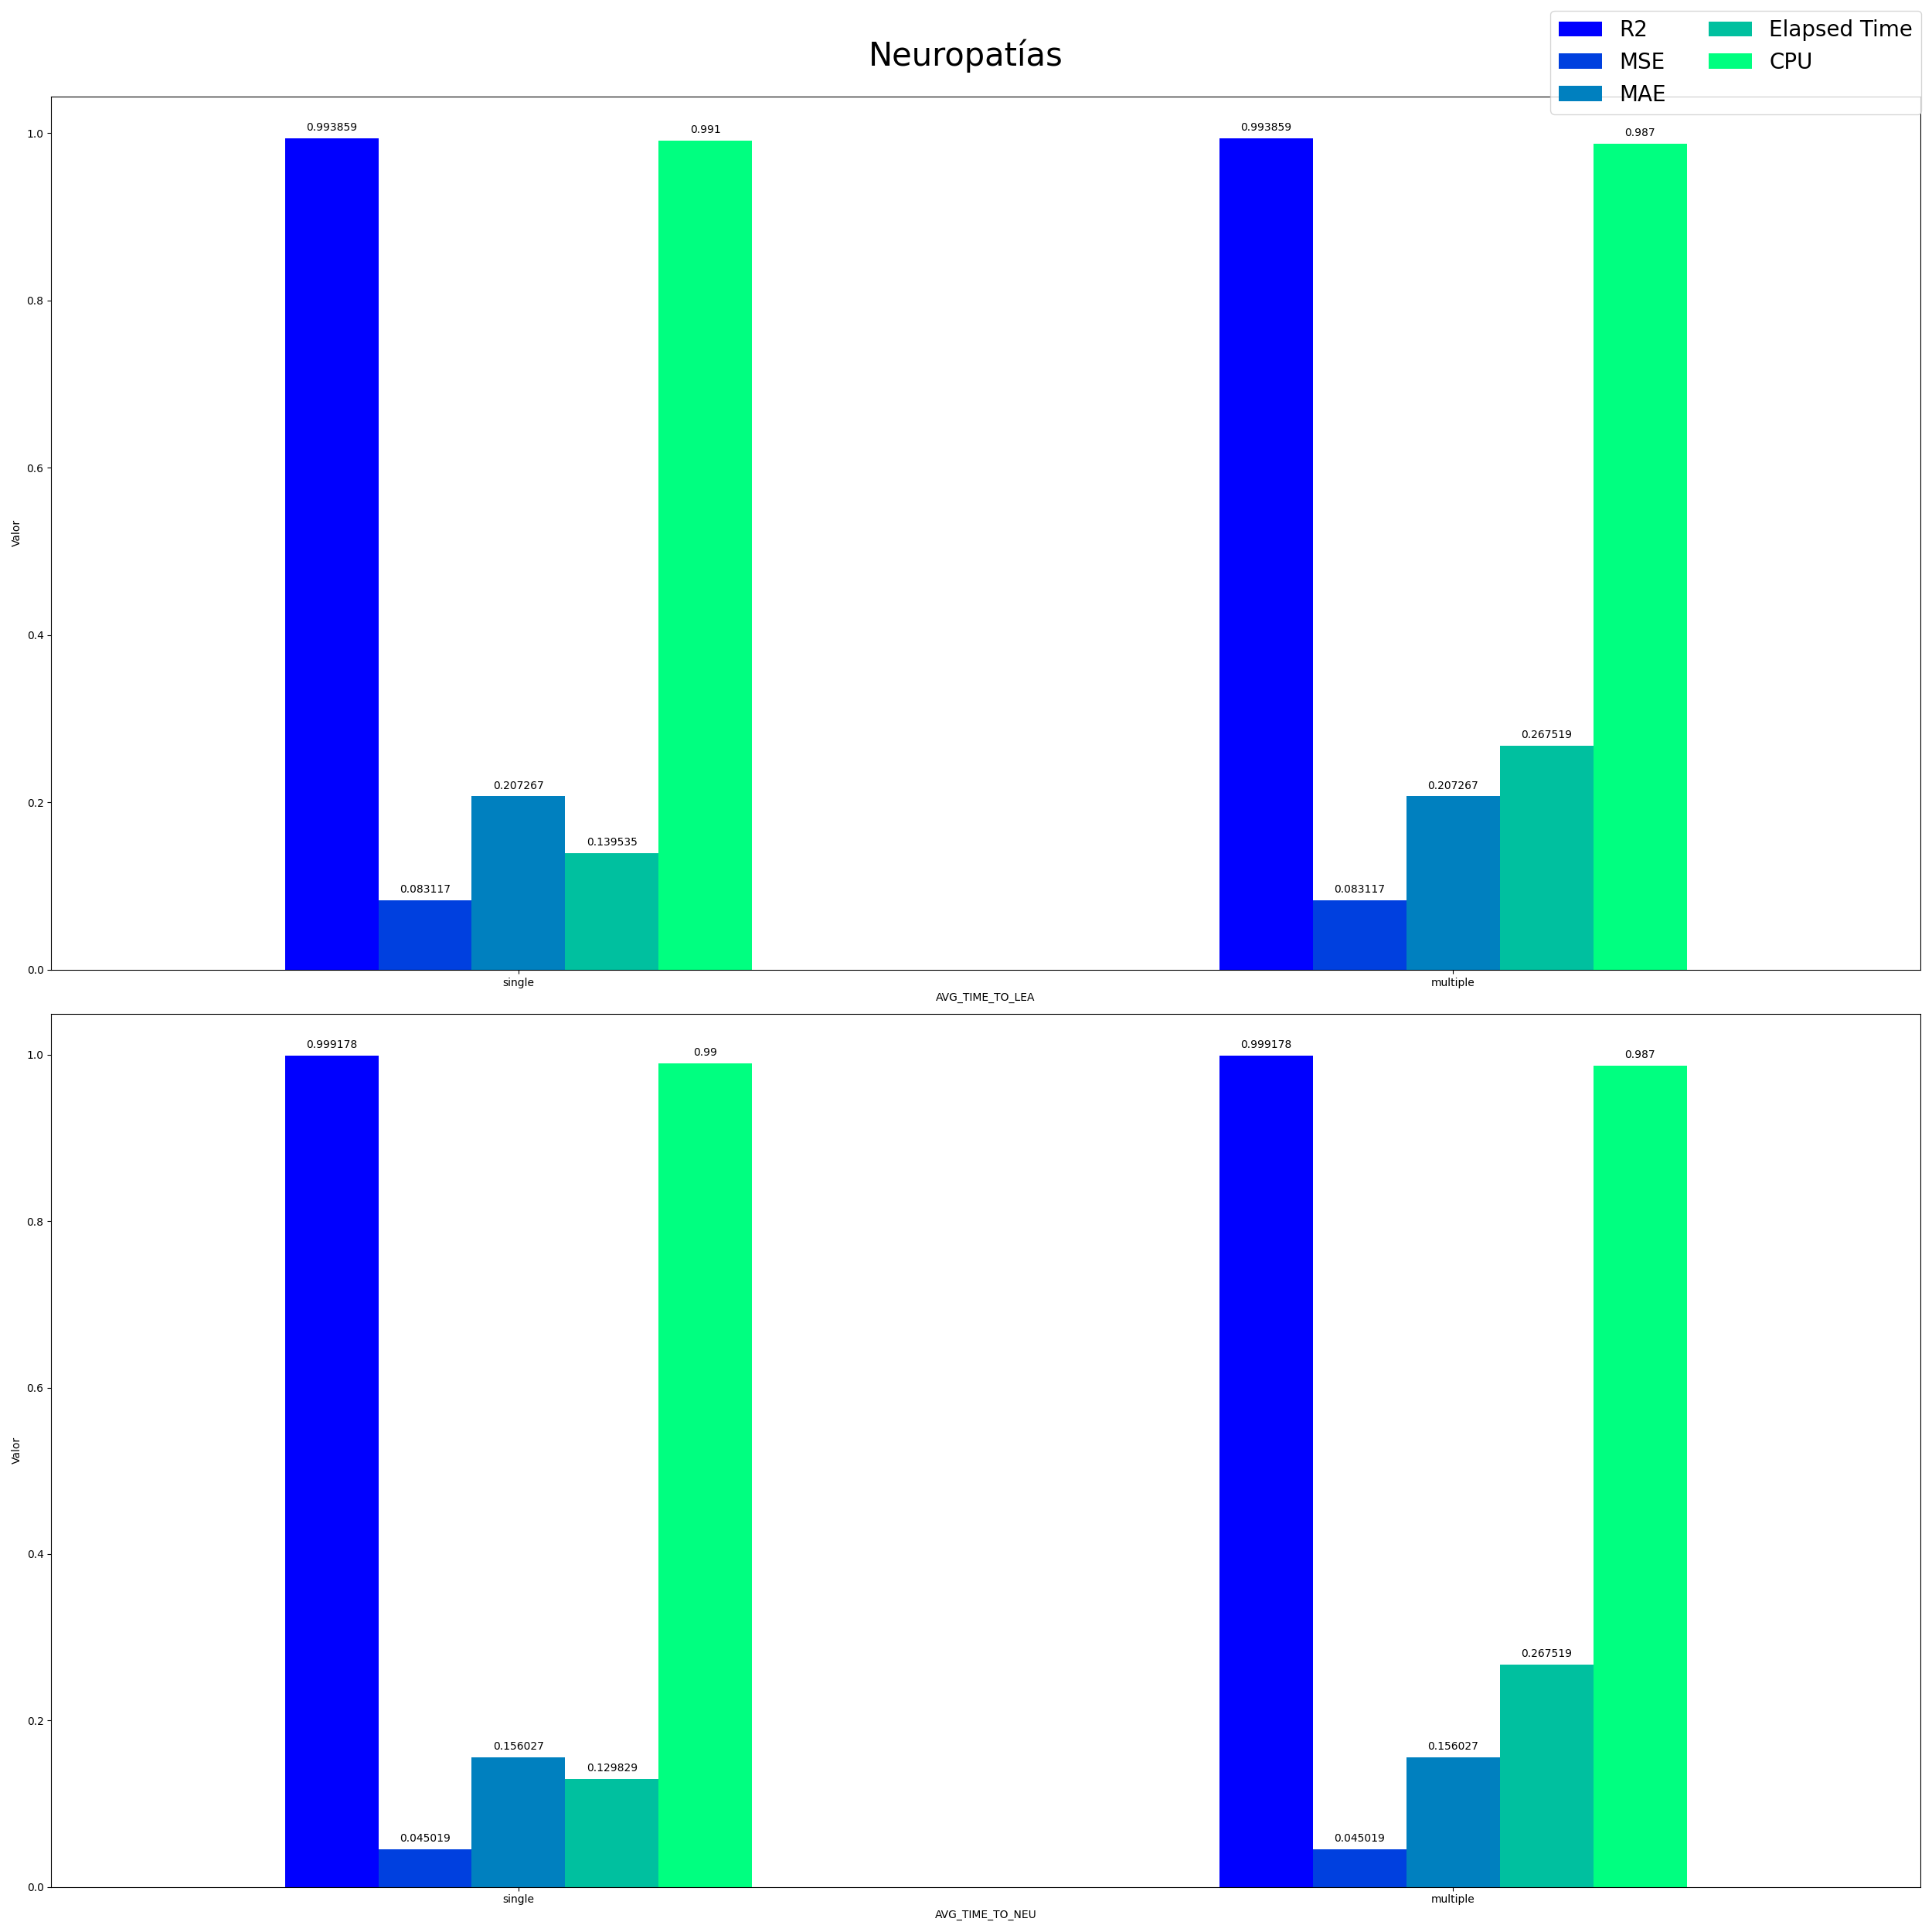 Neuropatías
R2
MSE
MAE
Elapsed Time
CPU
1.0
0.8
0.6
0.4
0.2
0.0
Valor
0.993859
0.083117
0.207267
0.139535
0.991
0.993859
0.083117
0.207267
0.267519
0.987
single
multiple
AVG_TIME_TO_LEA
1.0
0.8
0.6
0.4
0.2
0.0
Valor
0.999178
0.045019
0.156027
0.129829
0.99
0.999178
0.045019
0.156027
0.267519
0.987
single
multiple
AVG_TIME_TO_NEU